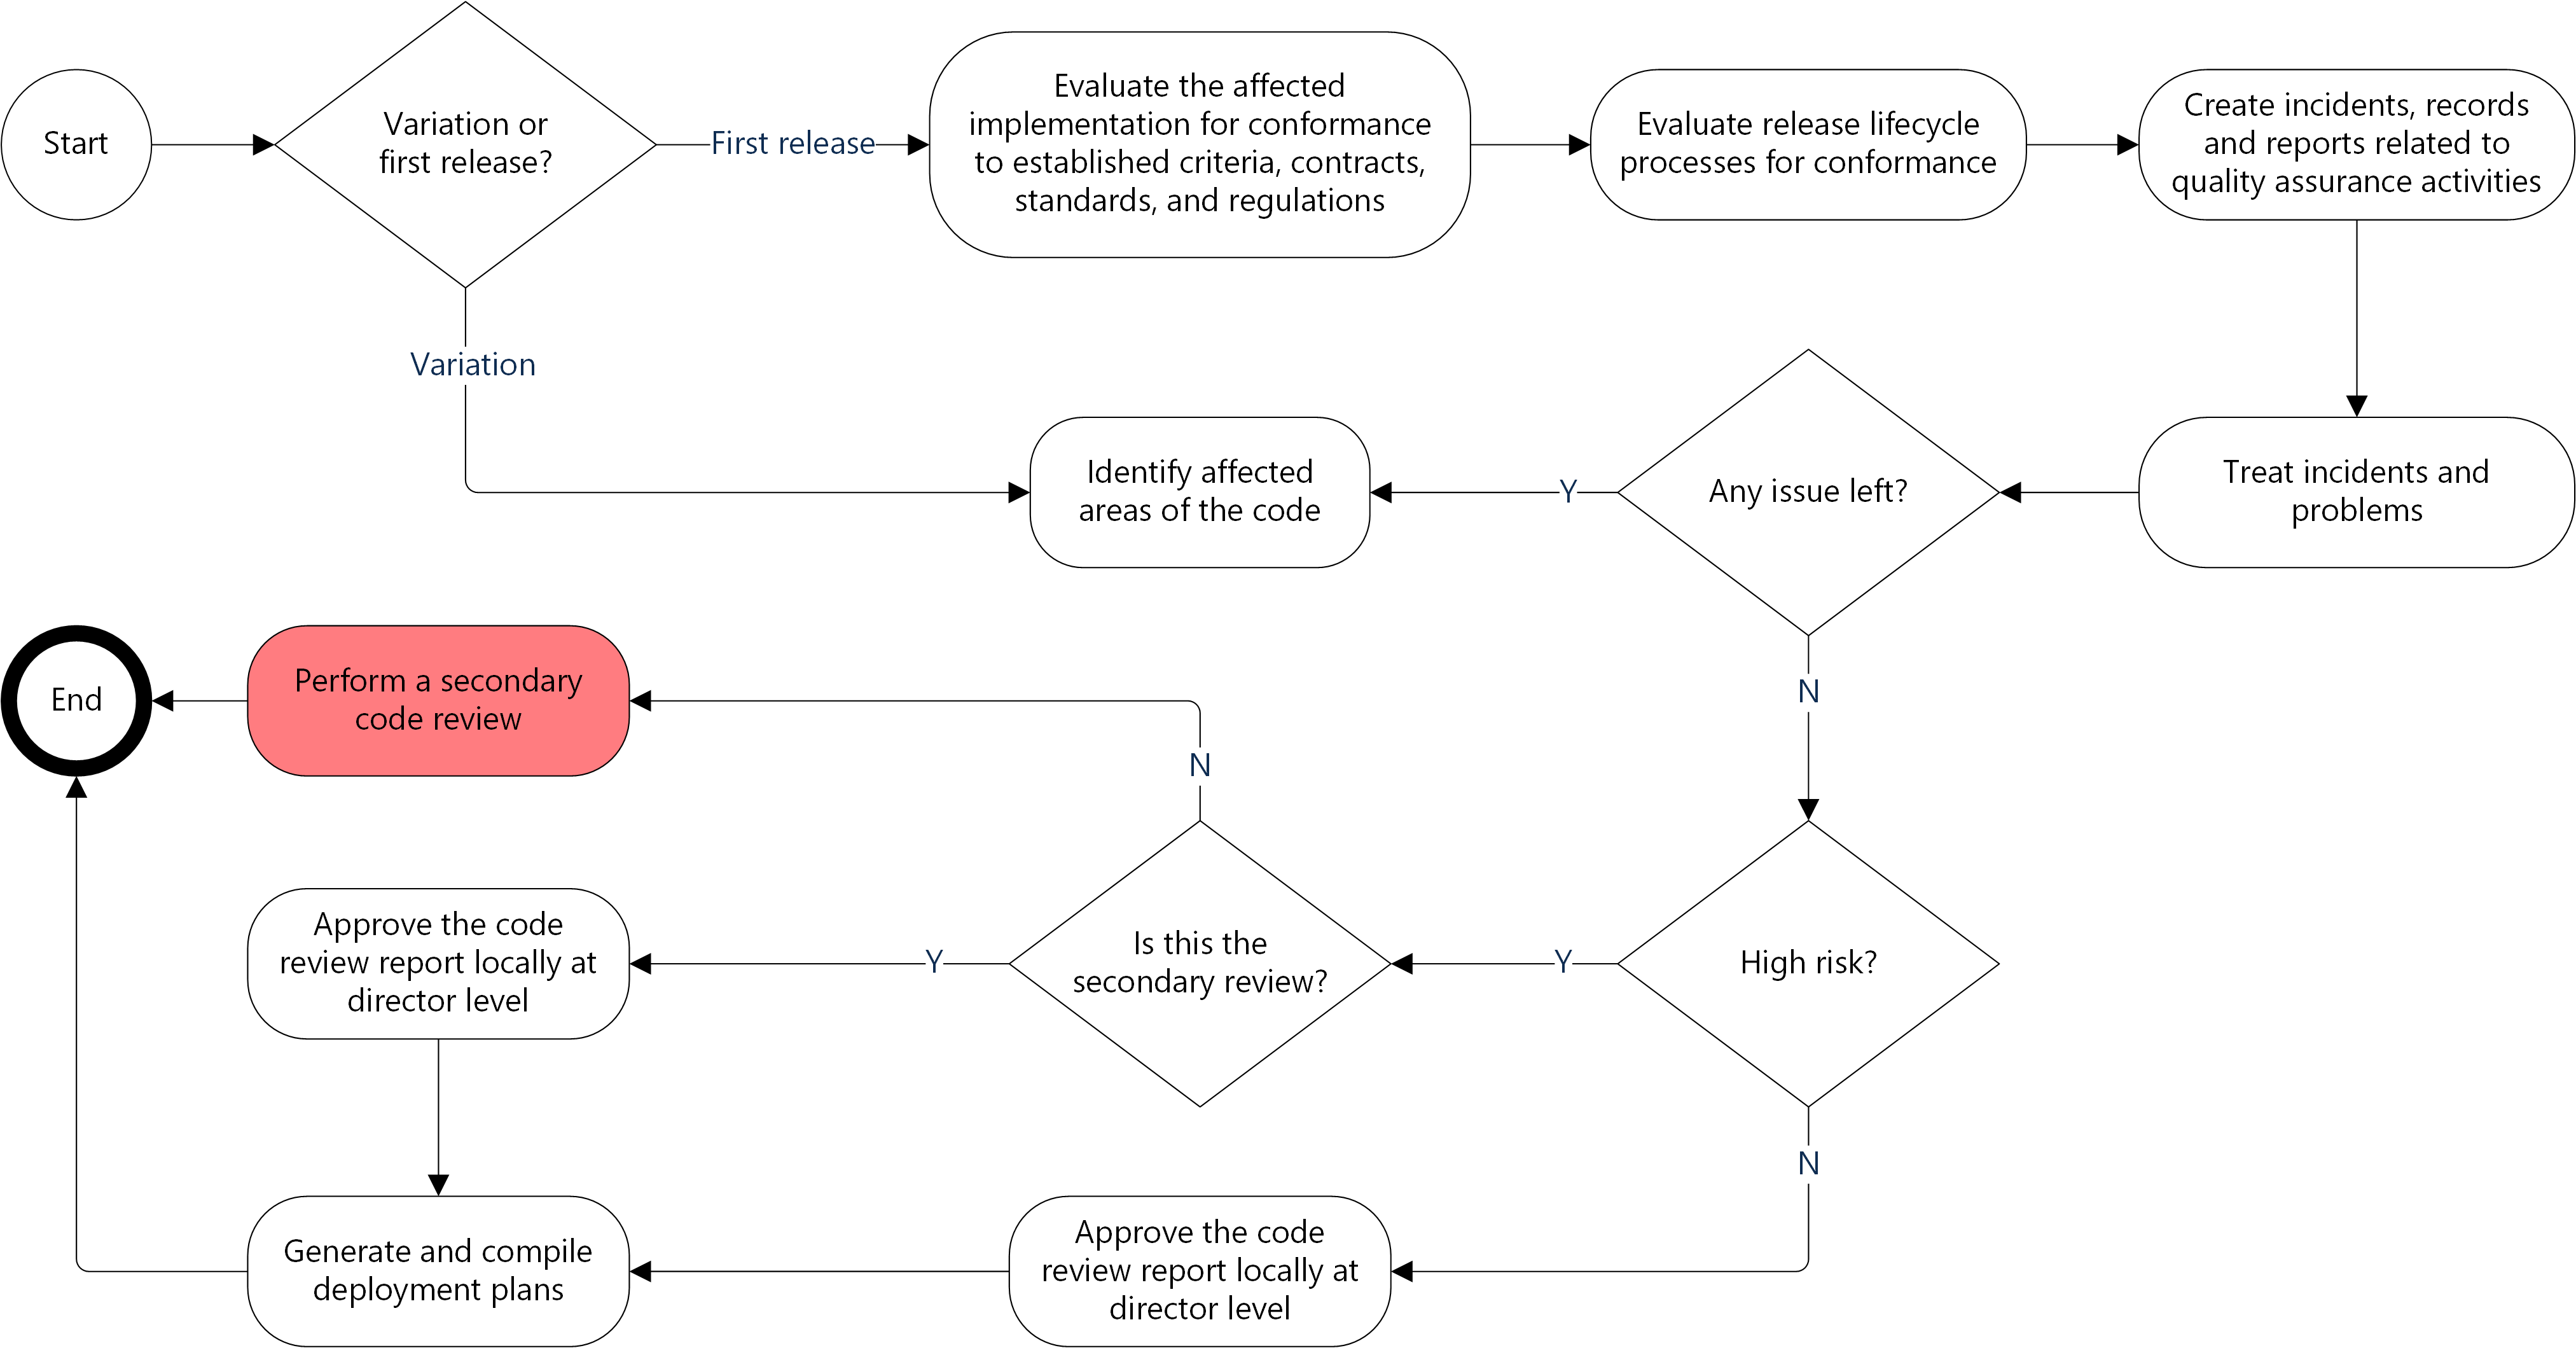 Start
Variation or
first release?
First release
Evaluate the affected
implementation for conformance
to established criteria, contracts,
standards, and regulations
Evaluate release lifecycle
processes for conformance
Create incidents, records
and reports related to
quality assurance activities
Variation
Identify affected
areas of the code
Y
Any issue left?
Treat incidents and
problems
End
Perform a secondary
code review
N
N
Approve the code
review report locally at
director level
Y
Is this the
secondary review?
Y
High risk?
N
Generate and compile
deployment plans
Approve the code
review report locally at
director level